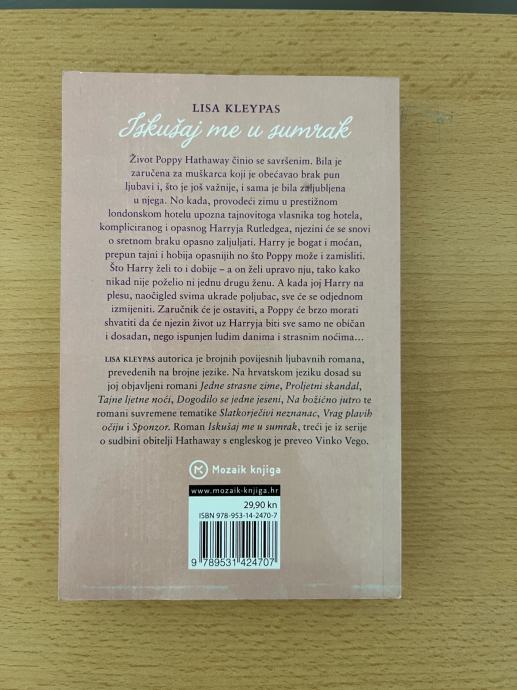 LISA KLEYPAS
Iskušaj me u sumrak
Život Poppy Hathaway činio se savršenim. Bila je
zaručena za muškarca koji je obećavao brak pun
ljubavi i, što je još važnije, i sama je bila zaljubljena
u njega. No kada, provodeći zimu u prestižnom
londonskom hotelu upozna tajnovitoga vlasnika tog hotela,
kompliciranog i opasnog Harryja Rutledgea, njezini će se snovi
o sretnom braku opasno zaljuljati. Harry je bogat i moćan,
prepun tajni i hobija opasnijih no što Poppy može i zamisliti.
Što Harry želi to i dobije – a on želi upravo nju, tako kako
nikad nije poželio ni jednu drugu ženu. A kada joj Harry na
plesu, naočigled svima ukrade poljubac, sve će se odjednom
izmijeniti. Zaručnik će je ostaviti, a Poppy će brzo morati
shvatiti da će njezin život uz Harryja biti sve samo ne običan
i dosadan, nego ispunjen ludim danima i strasnim noćima...
LISA KLEYPAS autorica je brojnih povijesnih ljubavnih romana,
prevedenih na brojne jezike. Na hrvatskom jeziku dosad su
joj objavljeni romani Jedne strasne zime, Proljetni skandal,
Tajne ljetne noći, Dogodilo se jedne jeseni, Na božićno jutro te
romani suvremene tematike Slatkorječivi neznanac, Vrag plavih
očiju i Sponzor. Roman Iskušaj me u sumrak, treći je iz serije
o sudbini obitelji Hathaway s engleskog je preveo Vinko Vego.
Mozaik knjiga
www.mozaik-knjiga.hr
29,90 kn
ISBN 978-953-14-2470-7
9 789531 424707